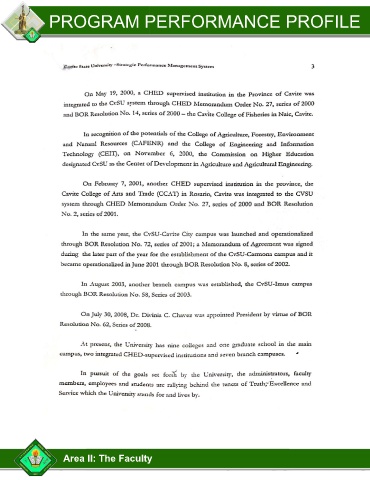 PROGRAM PERFORMANCE PROFILE
Cavite State University –Strategic Performance Management System 3
On May 19, 2000, a CHED supervised institution in the Province of Cavite was
integrated to the CvSU system through CHED Memorandum Order No. 27, series of 2000
and BOR Resolution No. 14, series of 2000 – the Cavite College of Fisheries in Naic, Cavite.
In recognition of the potentials of the College of Agriculture, Forestry, Environment
and Natural Resources (CAFENR) and the College of Engineering and Information
Technology (CEIT), on November 6, 2000, the Commission on Higher Education
designated CvSU as the Center of Development in Agriculture and Agricultural Engineering.
On February 7, 2001, another CHED supervised institution in the province, the
Cavite College of Arts and Trade (CCAT) in Rosario, Cavite was integrated to the CVSU
system through CHED Memorandum Order No. 27, series of 2000 and BOR Resolution
No. 2, series of 2001.
In the same year, the CvSU-Cavite City campus was launched and operationalized
through BOR Resolution No. 72, series of 2001; a Memorandum of Agreement was signed
during the later part of the year for the establishment of the CvSU-Carmona campus and it
became operationalized in June 2001 through BOR Resolution No. 8, series of 2002.
In August 2003, another branch campus was established, the CvSU-Imus campus
through BOR Resolution No. 58, Series of 2003.
On July 30, 2008, Dr. Divinia C. Chavez was appointed President by virtue of BOR
Resolution No. 62, Series of 2008.
At present, the University has nine colleges and one graduate school in the main
campus, two integrated CHED-supervised institutions and seven branch campuses.
In pursuit of the goals set forth by the University, the administrators, faculty
members, employees and students are rallying behind the tenets of Truth, Excellence and
Service which the University stands for and lives by.
Area II: The Faculty